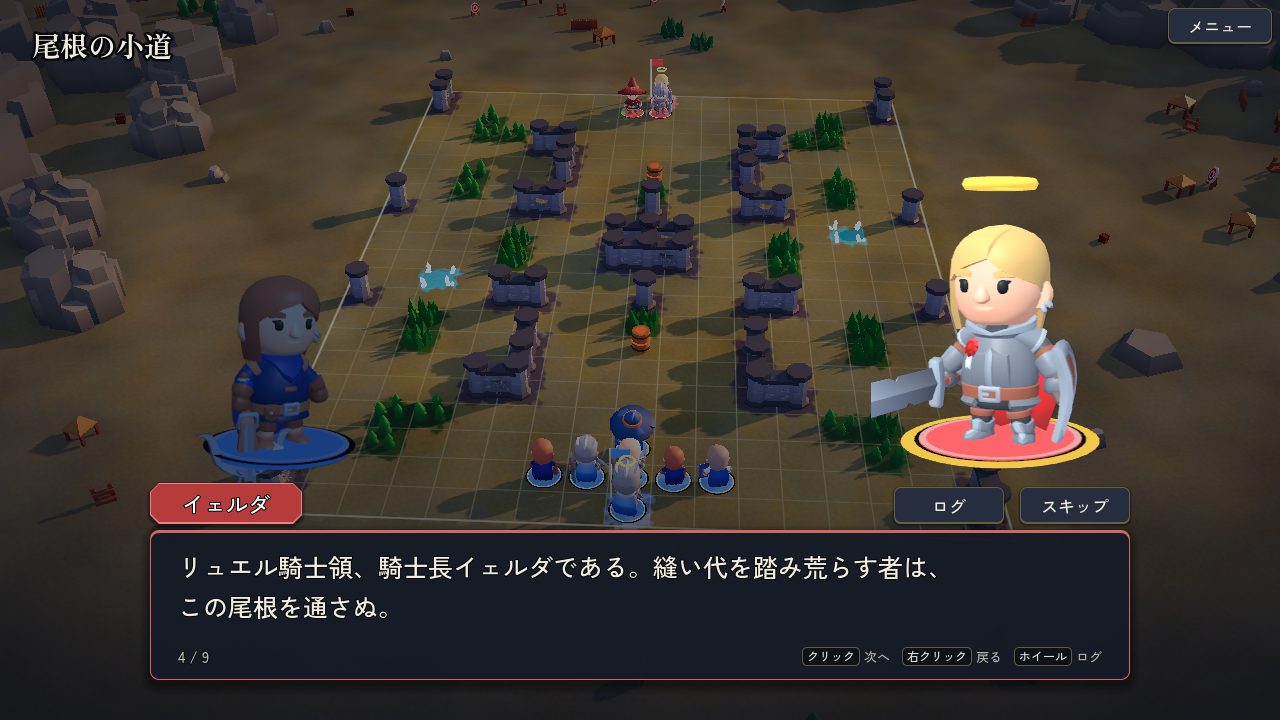 尾根の小道
メニュー
イェルダ
ログ
スキップ
リュエル騎士領、騎士長イェルダである。縫い代を踏み荒らす者は、
この尾根を通さぬ。
4 / 9
クリック 次へ 右クリック 戻る ホイール ログ